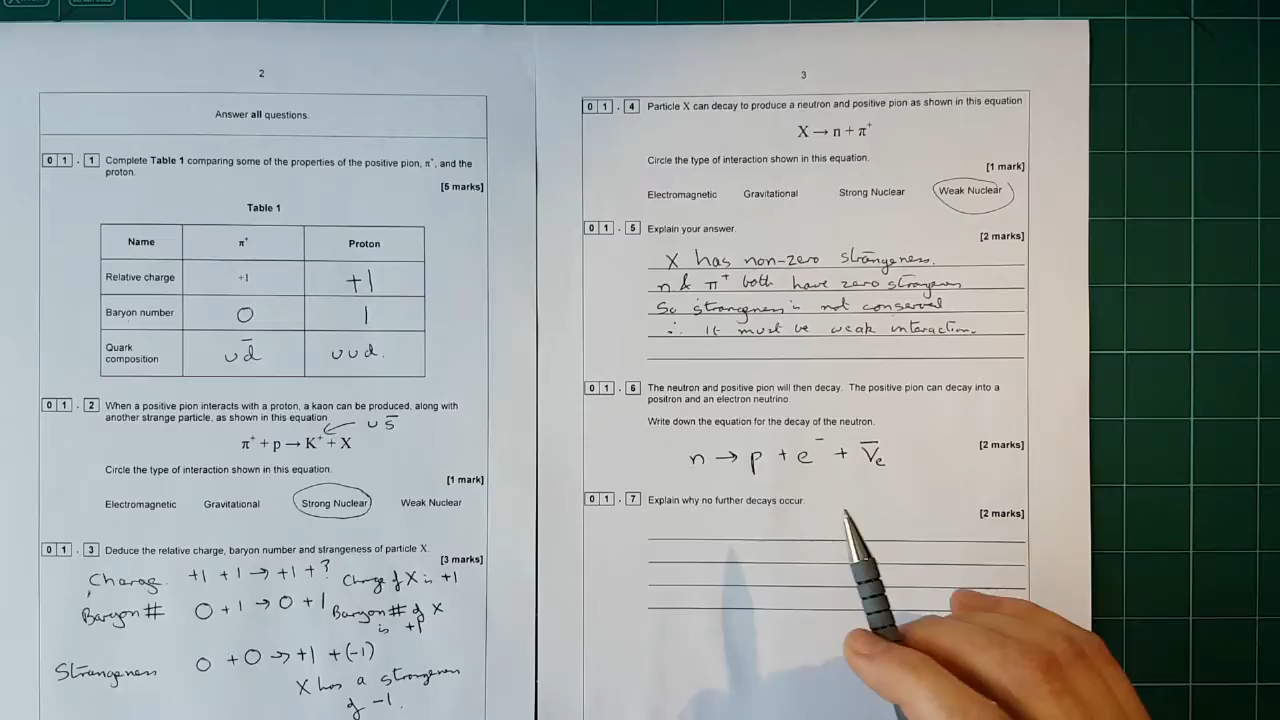 2
Answer all questions.
0 1 . 1 Complete Table 1 comparing some of the properties of the positive pion, π⁺, and the
proton.
[5 marks]
Table 1
Name π⁺ Proton
Relative charge +1 +1
Baryon number 0 1
Quark
composition u d̅ u u d.
0 1 . 2 When a positive pion interacts with a proton, a kaon can be produced, along with
another strange particle, as shown in this equation
u s̅
π⁺ + p → K⁺ + X
Circle the type of interaction shown in this equation.
[1 mark]
Electromagnetic Gravitational Strong Nuclear Weak Nuclear
0 1 . 3 Deduce the relative charge, baryon number and strangeness of particle X.
[3 marks]
Charge. +1 +1 → +1 + ? Charge of X is +1
Baryon # 0 + 1 → 0 + 1 Baryon # of X
is +1
Strangeness 0 + 0 → +1 + (-1)
X has a strangeness
of -1.
3
0 1 . 4 Particle X can decay to produce a neutron and positive pion as shown in this equation
X → n + π⁺
Circle the type of interaction shown in this equation.
[1 mark]
Electromagnetic Gravitational Strong Nuclear Weak Nuclear
0 1 . 5 Explain your answer.
[2 marks]
X has non-zero strangeness.
n & π⁺ both have zero strangeness
So strangeness is not conserved
∴ it must be weak interaction.
0 1 . 6 The neutron and positive pion will then decay. The positive pion can decay into a
positron and an electron neutrino.
Write down the equation for the decay of the neutron.
[2 marks]
n → p + e⁻ + ν̅e
0 1 . 7 Explain why no further decays occur.
[2 marks]